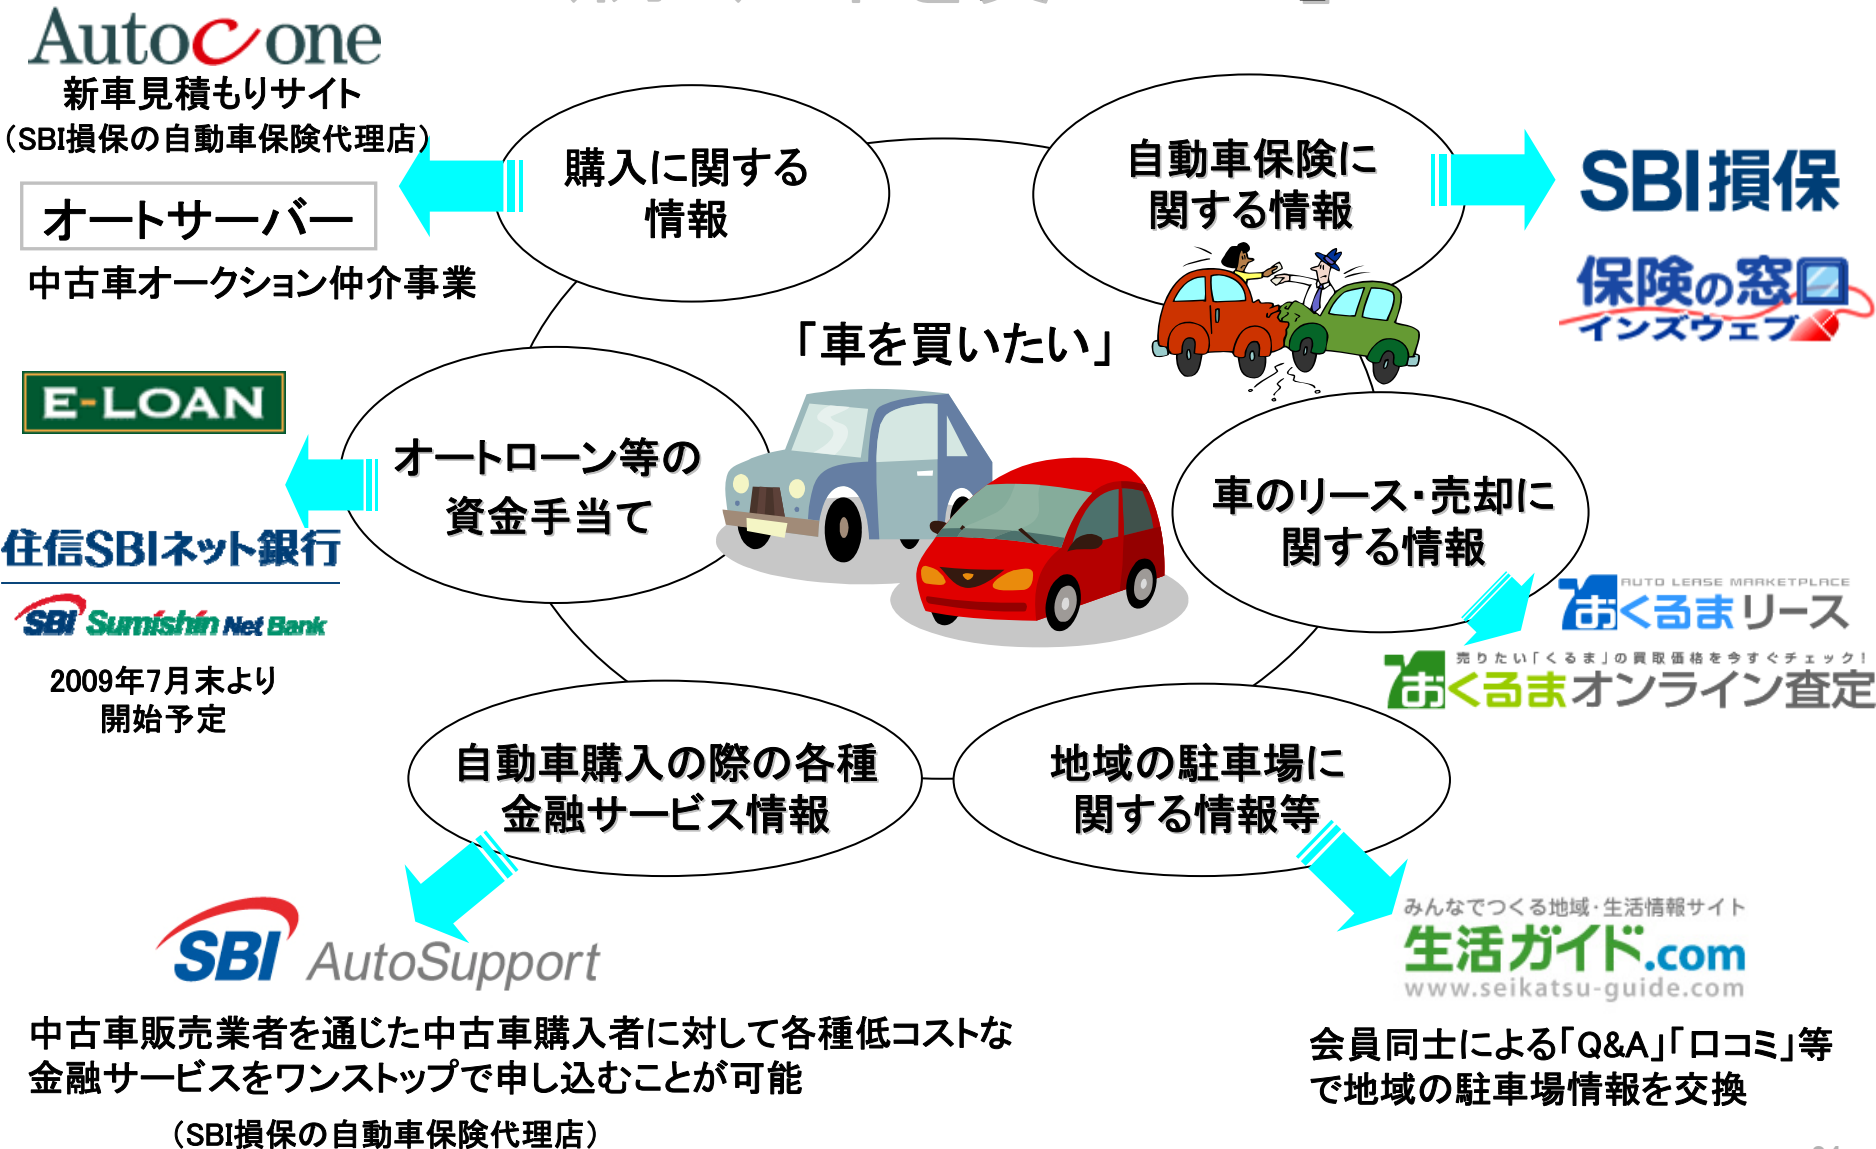 Autoc one
新車見積もりサイト
（SBI損保の自動車保険代理店）
オートサーバー
中古車オークション仲介事業
購入に関する
情報
自動車保険に
関する情報
SBI損保
保険の窓口
インズウェブ
「車を買いたい」
E-LOAN
オートローン等の
資金手当て
住信SBIネット銀行
SBI Sumishin Net Bank
2009年7月末より
開始予定
車のリース・売却に
関する情報
AUTO LEASE MARKETPLACE
おくるまリース
売りたい「くるま」の買取価格を今すぐチェック！
おくるまオンライン査定
自動車購入の際の各種
金融サービス情報
地域の駐車場に
関する情報等
SBI AutoSupport
中古車販売業者を通じた中古車購入者に対して各種低コストな
金融サービスをワンストップで申し込むことが可能
（SBI損保の自動車保険代理店）
みんなでつくる地域・生活情報サイト
生活ガイド.com
www.seikatsu-guide.com
会員同士による「Q&A」「口コミ」等
で地域の駐車場情報を交換